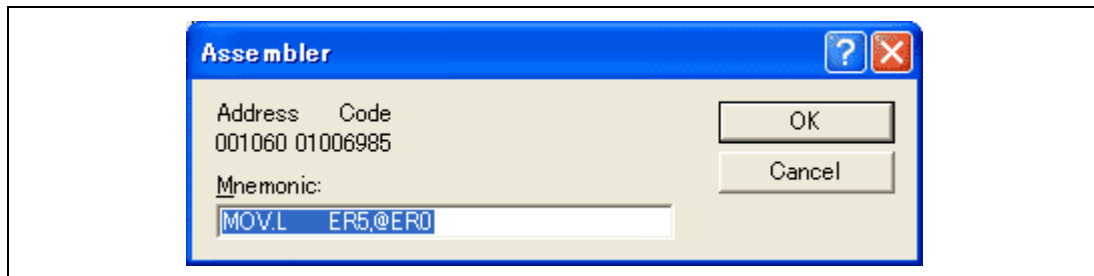 Assembler
Address Code
001060 01006985
Mnemonic:
MOV.L ER5,@ER0
OK
Cancel